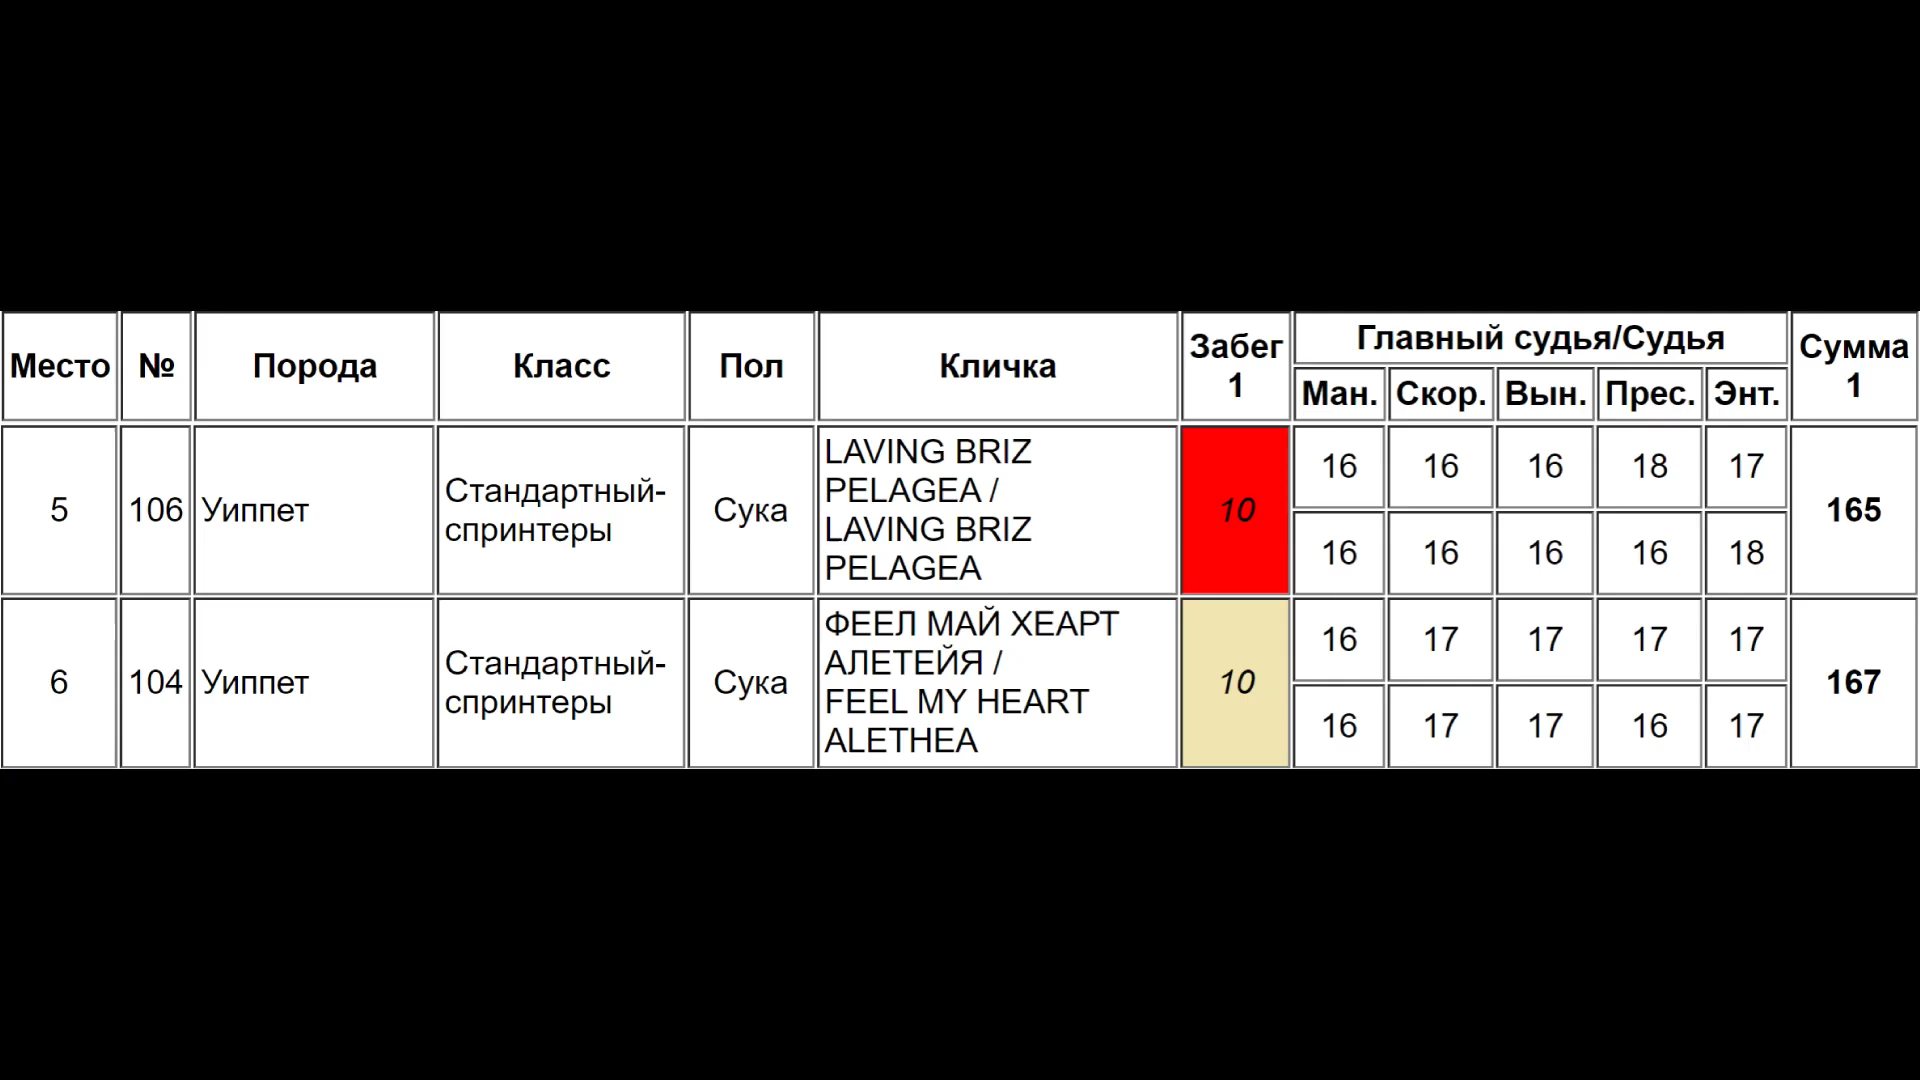 Место № Порода Класс Пол Кличка Забег 1 Главный судья/Судья Сумма 1
Ман. Скор. Вын. Прес. Энт.
5 106 Уиппет Стандартный-спринтеры Сука LAVING BRIZ
PELAGEA /
LAVING BRIZ
PELAGEA
10 16 16 16 18 17 165
16 16 16 16 18
6 104 Уиппет Стандартный-спринтеры Сука ФЕЕЛ МАЙ ХЕАРТ
АЛЕТЕЙЯ /
FEEL MY HEART
ALETHEA
10 16 17 17 17 17 167
16 17 17 16 17